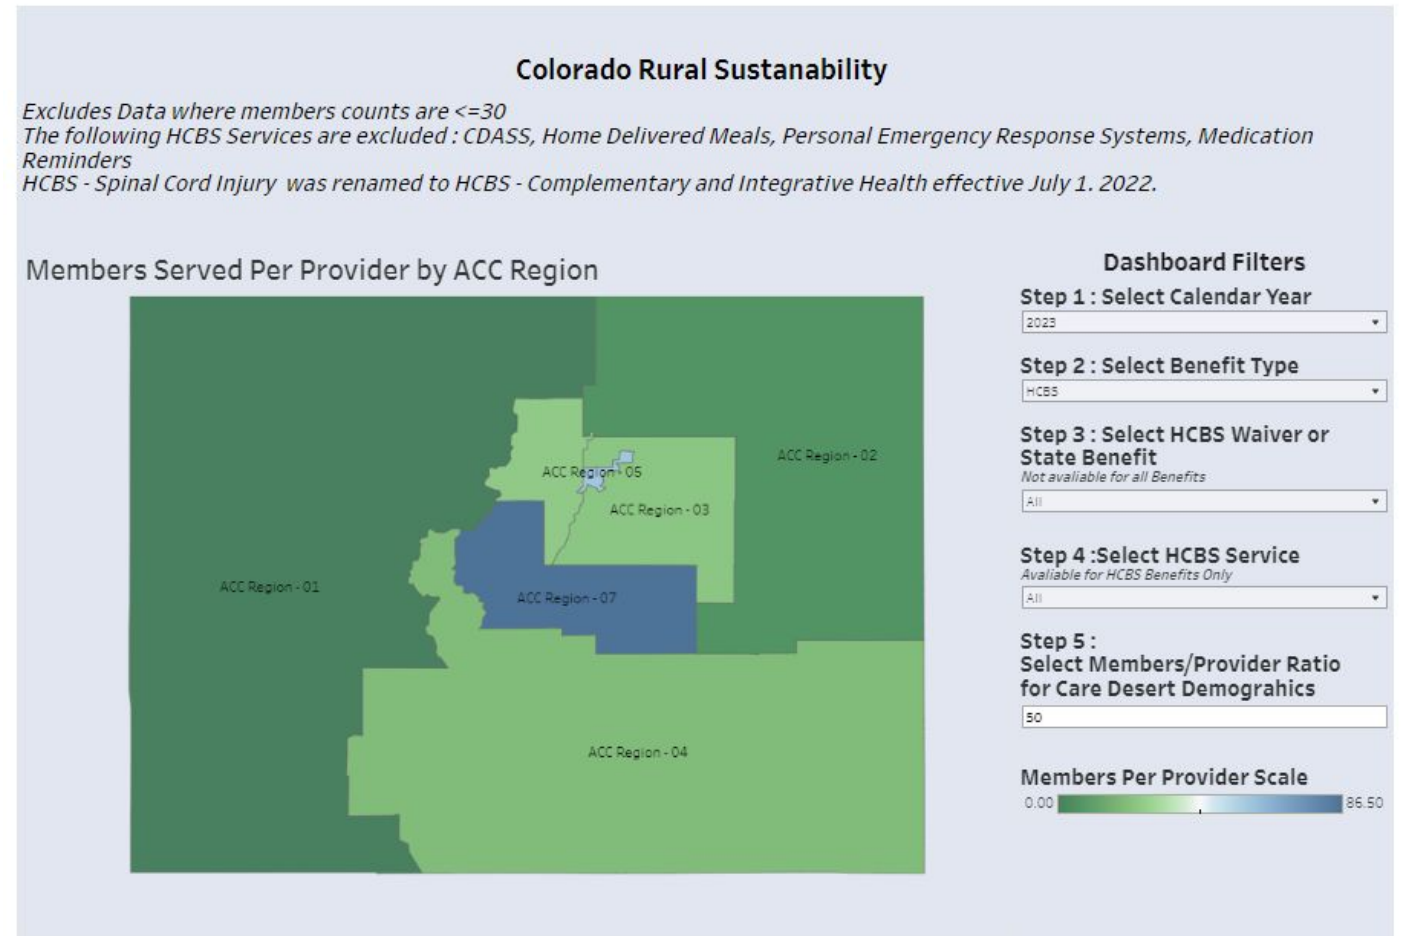 Colorado Rural Sustanability
Excludes Data where members counts are <=30
The following HCBS Services are excluded : CDASS, Home Delivered Meals, Personal Emergency Response Systems, Medication
Reminders
HCBS - Spinal Cord Injury  was renamed to HCBS - Complementary and Integrative Health effective July 1. 2022.
Members Served Per Provider by ACC Region
ACC Region - 02
ACC Region - 05
ACC Region - 03
ACC Region - 01
ACC Region - 07
ACC Region - 04
Dashboard Filters
Step 1 : Select Calendar Year
2023
Step 2 : Select Benefit Type
HCBS
Step 3 : Select HCBS Waiver or
State Benefit
Not avaliable for all Benefits
All
Step 4 :Select HCBS Service
Avaliable for HCBS Benefits Only
All
Step 5 :
Select Members/Provider Ratio
for Care Desert Demograhics
50
Members Per Provider Scale
0.00 86.50